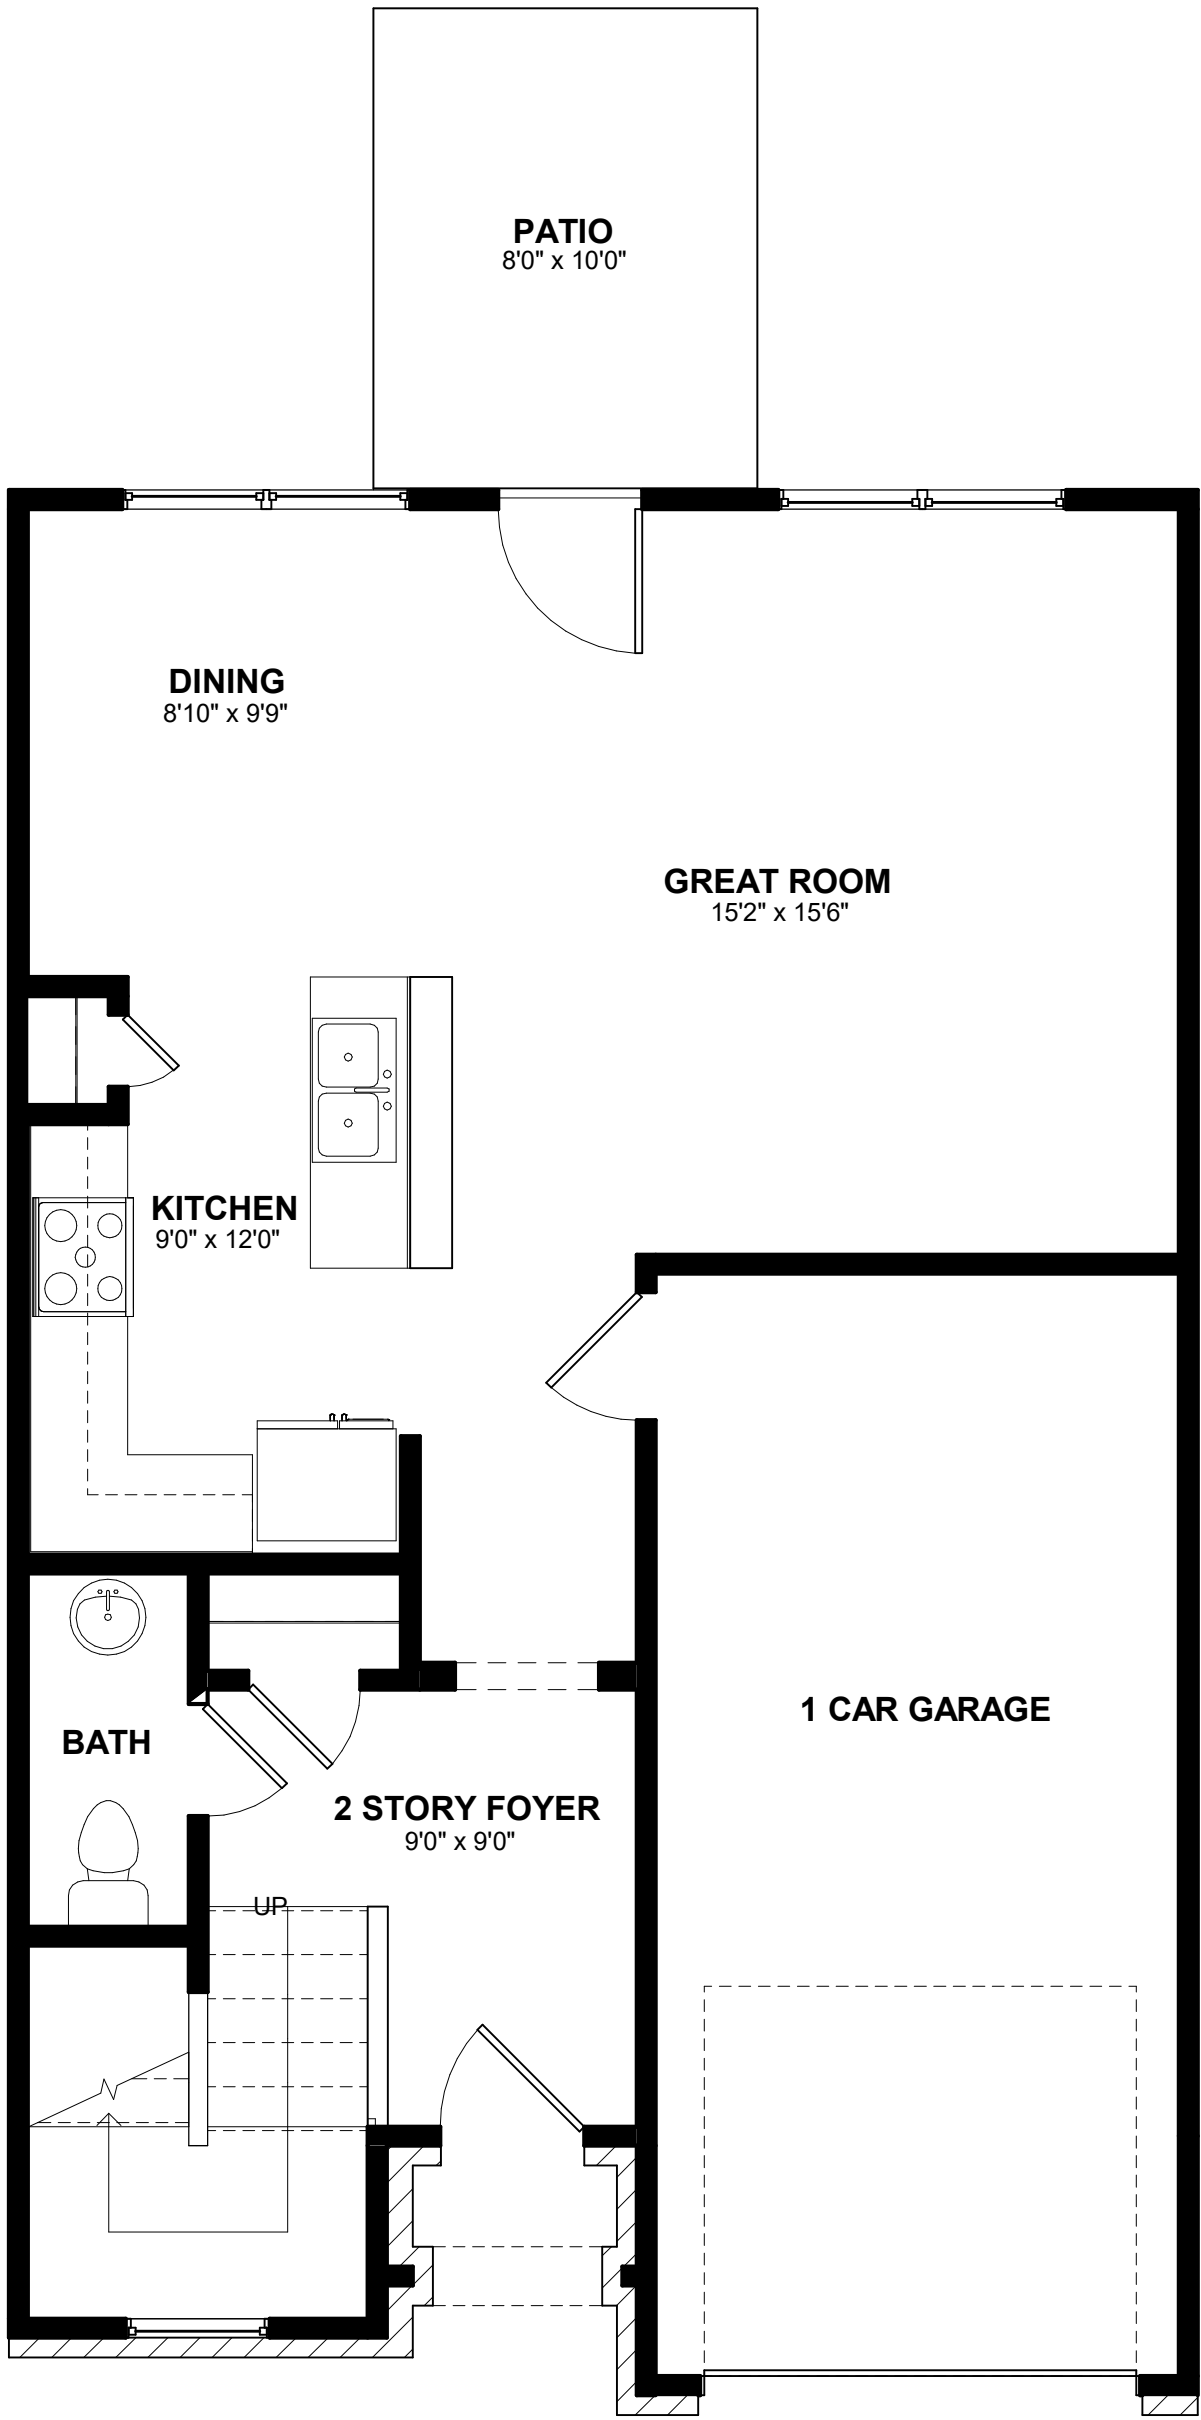 PATIO
8'0" x 10'0"
DINING
8'10" x 9'9"
GREAT ROOM
15'2" x 15'6"
KITCHEN
9'0" x 12'0"
1 CAR GARAGE
BATH
2 STORY FOYER
9'0" x 9'0"
UP